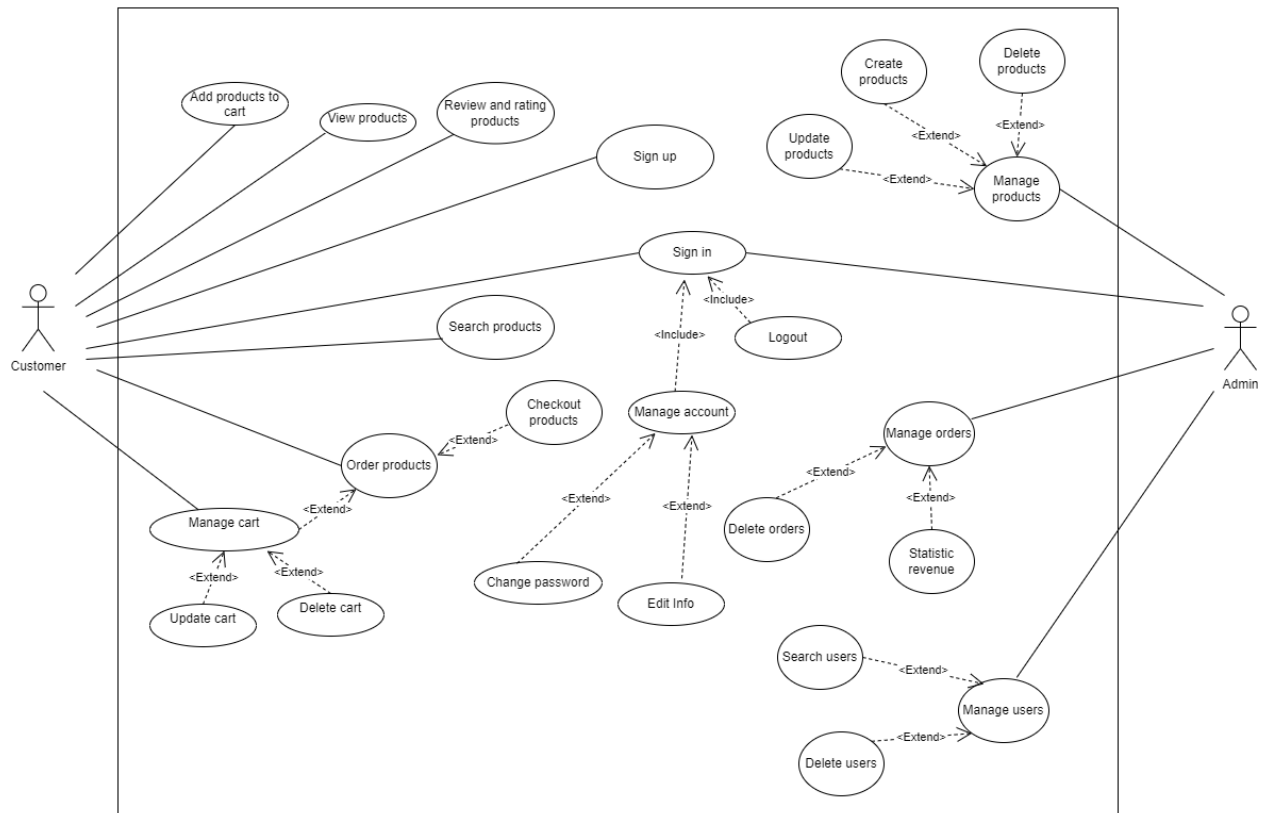 Delete
products
Create
products
Add products to
cart
View products
Review and rating
products
<Extend>
<Extend>
Update
products
Sign up
<Extend>
Manage
products
Sign in
<Include>
Search products
<Include>
Logout
Customer
Admin
Checkout
products
Manage account
<Extend>
Manage orders
Order products
<Extend>
<Extend>
<Extend>
<Extend>
<Extend>
Manage cart
Delete orders
Statistic
revenue
<Extend>
<Extend>
Change password
Edit Info
Update cart
Delete cart
Search users
<Extend>
Manage users
<Extend>
Delete users